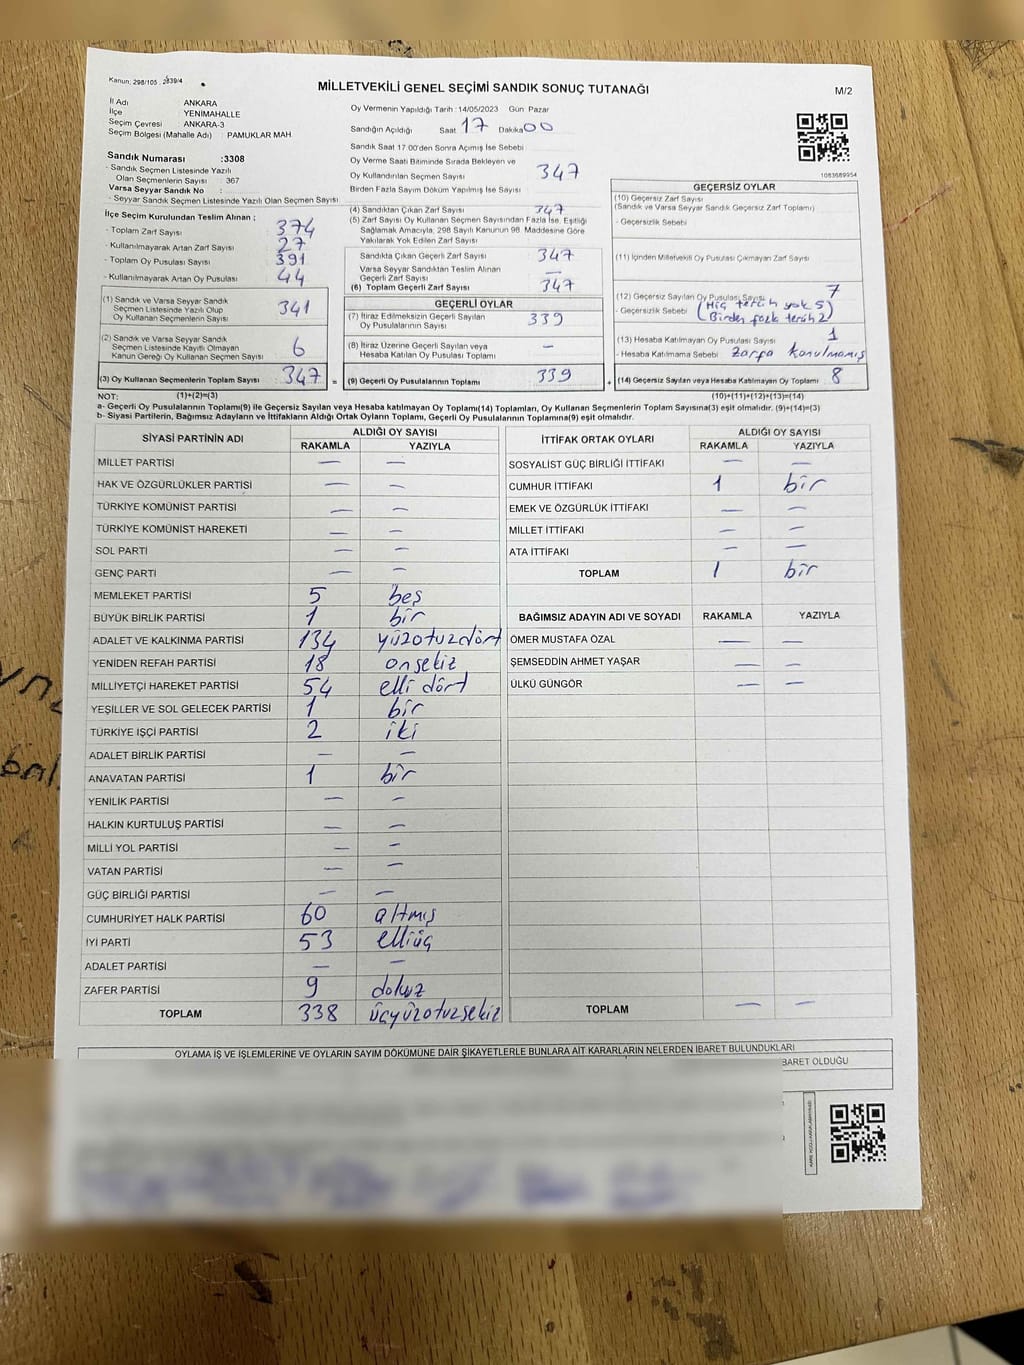 Kanun: 298/105 , 2839/4
MİLLETVEKİLİ GENEL SEÇİMİ SANDIK SONUÇ TUTANAĞI
M/2
İl Adı ANKARA
İlçe YENİMAHALLE
Seçim Çevresi ANKARA-3
Seçim Bölgesi (Mahalle Adı) PAMUKLAR MAH.
Sandık Numarası :3308
- Sandık Seçmen Listesinde Yazılı
Olan Seçmenlerin Sayısı : 367
Varsa Seyyar Sandık No :
- Seyyar Sandık Seçmen Listesinde Yazılı Olan Seçmen Sayısı
Oy Vermenin Yapıldığı Tarih : 14/05/2023 Gün Pazar
Sandığın Açıldığı Saat 17 Dakika 00
Sandık Saat 17.00'den Sonra Açımış İse Sebebi
Oy Verme Saati Bitiminde Sırada Bekleyen ve
Oy Kullandırılan Seçmen Sayısı 347
Birden Fazla Sayım Döküm Yapılmış İse Sayısı
1083689954
İlçe Seçim Kurulundan Teslim Alınan ;
- Toplam Zarf Sayısı 374
- Kullanılmayarak Artan Zarf Sayısı 27
- Toplam Oy Pusulası Sayısı 391
- Kullanılmayarak Artan Oy Pusulası 44
(1) Sandık ve Varsa Seyyar Sandık
Seçmen Listesinde Yazılı Olup
Oy Kullanan Seçmenlerin Sayısı 341
(2) Sandık ve Varsa Seyyar Sandık
Seçmen Listesinde Kayıtlı Olmayan
Kanun Gereği Oy Kullanan Seçmen Sayısı 6
(3) Oy Kullanan Seçmenlerin Toplam Sayısı 347 =
(4) Sandıktan Çıkan Zarf Sayısı 347
(5) Zarf Sayısı Oy Kullanan Seçmen Sayısından Fazla İse, Eşitliği
Sağlamak Amacıyla, 298 Sayılı Kanunun 98. Maddesine Göre
Yakılarak Yok Edilen Zarf Sayısı
Sandıkta Çıkan Geçerli Zarf Sayısı 347
Varsa Seyyar Sandıktan Teslim Alınan
Geçerli Zarf Sayısı —
(6) Toplam Geçerli Zarf Sayısı 347
GEÇERLİ OYLAR
(7) İtiraz Edilmeksizin Geçerli Sayılan
Oy Pusulalarının Sayısı 339
(8) İtiraz Üzerine Geçerli Sayılan veya
Hesaba Katılan Oy Pusulası Toplamı —
(9) Geçerli Oy Pusulalarının Toplamı 339 +
GEÇERSİZ OYLAR
(10) Geçersiz Zarf Sayısı
(Sandık ve Varsa Seyyar Sandık Geçersiz Zarf Toplamı)
- Geçersizlik Sebebi
(11) İçinden Milletvekili Oy Pusulası Çıkmayan Zarf Sayısı
(12) Geçersiz Sayılan Oy Pusulası Sayısı 7
- Geçersizlik Sebebi (Hiç tercih yok 5)
(Birden fazla tercih 2)
(13) Hesaba Katılmayan Oy Pusulası Sayısı 1
- Hesaba Katılmama Sebebi zarfa konulmamış
(14) Geçersiz Sayılan veya Hesaba Katılmayan Oy Toplamı 8
NOT: (1)+(2)=(3) (10)+(11)+(12)+(13)=(14)
a- Geçerli Oy Pusulalarının Toplamı(9) ile Geçersiz Sayılan veya Hesaba katılmayan Oy Toplamı(14) Toplamları, Oy Kullanan Seçmenlerin Toplam Sayısına(3) eşit olmalıdır. (9)+(14)=(3)
b- Siyasi Partilerin, Bağımsız Adayların ve İttifakların Aldığı Ortak Oyların Toplamı, Geçerli Oy Pusulalarının Toplamına(9) eşit olmalıdır.
SİYASİ PARTİNİN ADI ALDIĞI OY SAYISI
RAKAMLA YAZIYLA
MİLLET PARTİSİ — —
HAK VE ÖZGÜRLÜKLER PARTİSİ — —
TÜRKİYE KOMÜNİST PARTİSİ — —
TÜRKİYE KOMÜNİST HAREKETİ — —
SOL PARTİ — —
GENÇ PARTİ — —
MEMLEKET PARTİSİ 5 beş
BÜYÜK BİRLİK PARTİSİ 1 bir
ADALET VE KALKINMA PARTİSİ 134 yüzotuzdört
YENİDEN REFAH PARTİSİ 18 onsekiz
MİLLİYETÇİ HAREKET PARTİSİ 54 elli dört
YEŞİLLER VE SOL GELECEK PARTİSİ 1 bir
TÜRKİYE İŞÇİ PARTİSİ 2 iki
ADALET BİRLİK PARTİSİ — —
ANAVATAN PARTİSİ 1 bir
YENİLİK PARTİSİ — —
HALKIN KURTULUŞ PARTİSİ — —
MİLLİ YOL PARTİSİ — —
VATAN PARTİSİ — —
GÜÇ BİRLİĞİ PARTİSİ — —
CUMHURİYET HALK PARTİSİ 60 altmış
İYİ PARTİ 53 elliüç
ADALET PARTİSİ — —
ZAFER PARTİSİ 9 dokuz
TOPLAM 338 üçyüzotuzsekiz
İTTİFAK ORTAK OYLARI ALDIĞI OY SAYISI
RAKAMLA YAZIYLA
SOSYALİST GÜÇ BİRLİĞİ İTTİFAKI — —
CUMHUR İTTİFAKI 1 bir
EMEK VE ÖZGÜRLÜK İTTİFAKI — —
MİLLET İTTİFAKI — —
ATA İTTİFAKI — —
TOPLAM 1 bir
BAĞIMSIZ ADAYIN ADI VE SOYADI RAKAMLA YAZIYLA
ÖMER MUSTAFA ÖZAL — —
ŞEMSEDDİN AHMET YAŞAR — —
ÜLKÜ GÜNGÖR — —
TOPLAM — —
OYLAMA İŞ VE İŞLEMLERİNE VE OYLARIN SAYIM DÖKÜMÜNE DAİR ŞİKAYETLERLE BUNLARA AİT KARARLARIN NELERDEN İBARET BULUNDUKLARI
BARET OLDUĞU